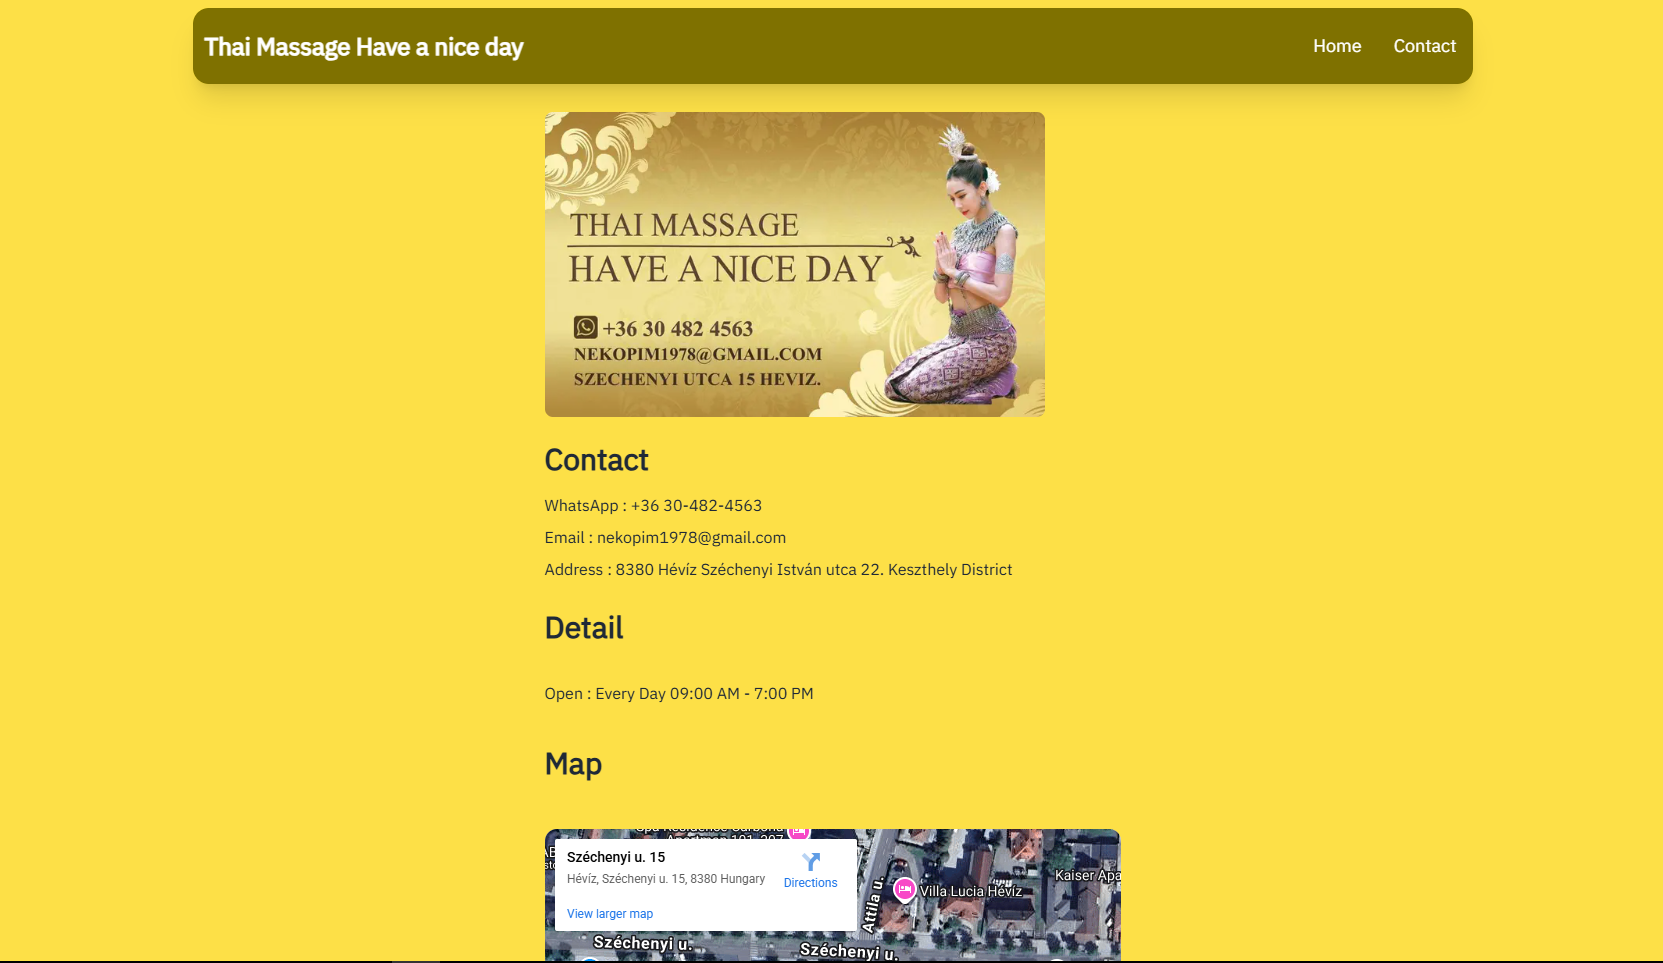 Thai Massage Have a nice day
Home
Contact
THAI MASSAGE
HAVE A NICE DAY
+36 30 482 4563
NEKOPIM1978@GMAIL.COM
SZECHENYI UTCA 15 HEVIZ.
Contact
WhatsApp : +36 30-482-4563
Email : nekopim1978@gmail.com
Address : 8380 Hévíz Széchenyi István utca 22. Keszthely District
Detail
Open : Every Day 09:00 AM - 7:00 PM
Map
Széchenyi u. 15
Hévíz, Széchenyi u. 15, 8380 Hungary
Directions
View larger map
Kaiser Apa
Villa Lucia Hévíz
Attila u.
Széchenyi u.
Széchenyi u.